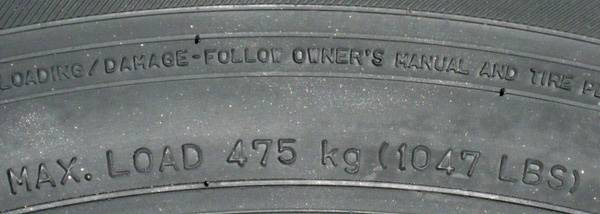 LOADING/DAMAGE-FOLLOW OWNER'S MANUAL AND TIRE
MAX. LOAD 475 kg (1047 LBS)